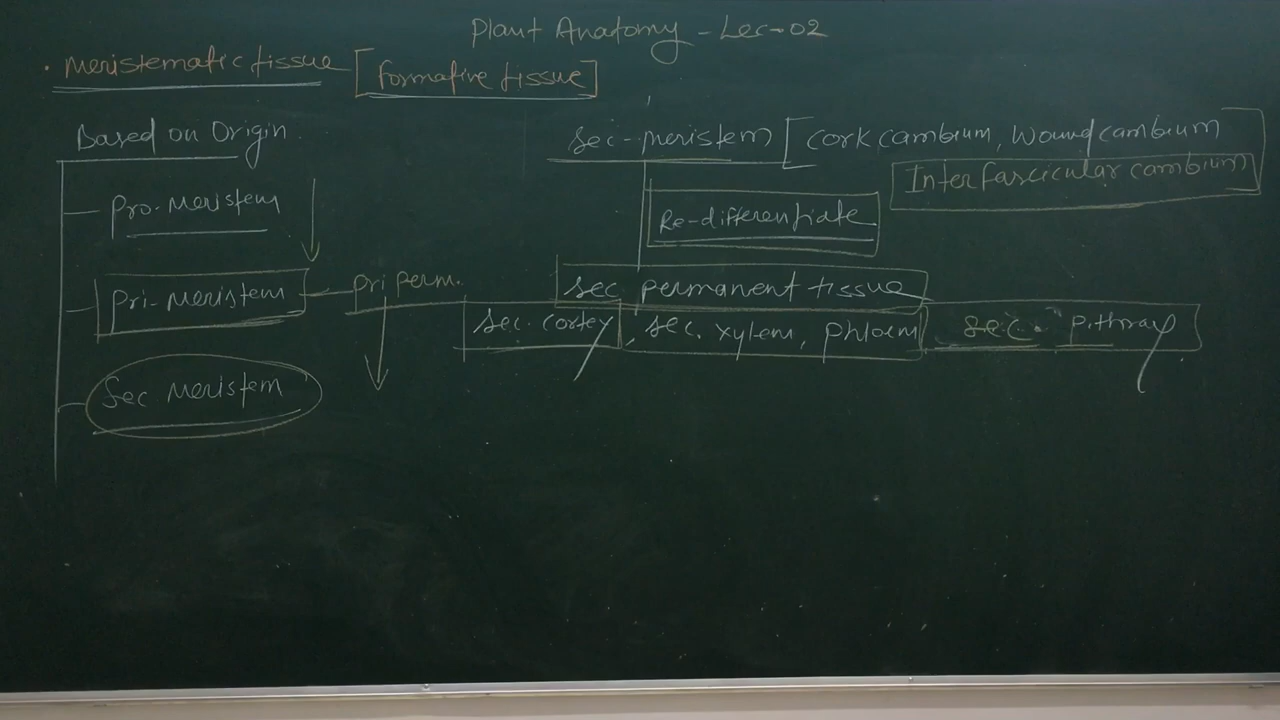 Plant Anatomy - Lec-02
• Meristematic tissue [Formative tissue]
Based on Origin
Pro-Meristem
Pri-Meristem
Pri perm.
Sec Meristem
Sec-Meristem [Cork cambium, Wound cambium
Interfascicular cambium
Re-differentiate
Sec permanent tissue
Sec. cortex, Sec. xylem, Phloem Sec. Pithray